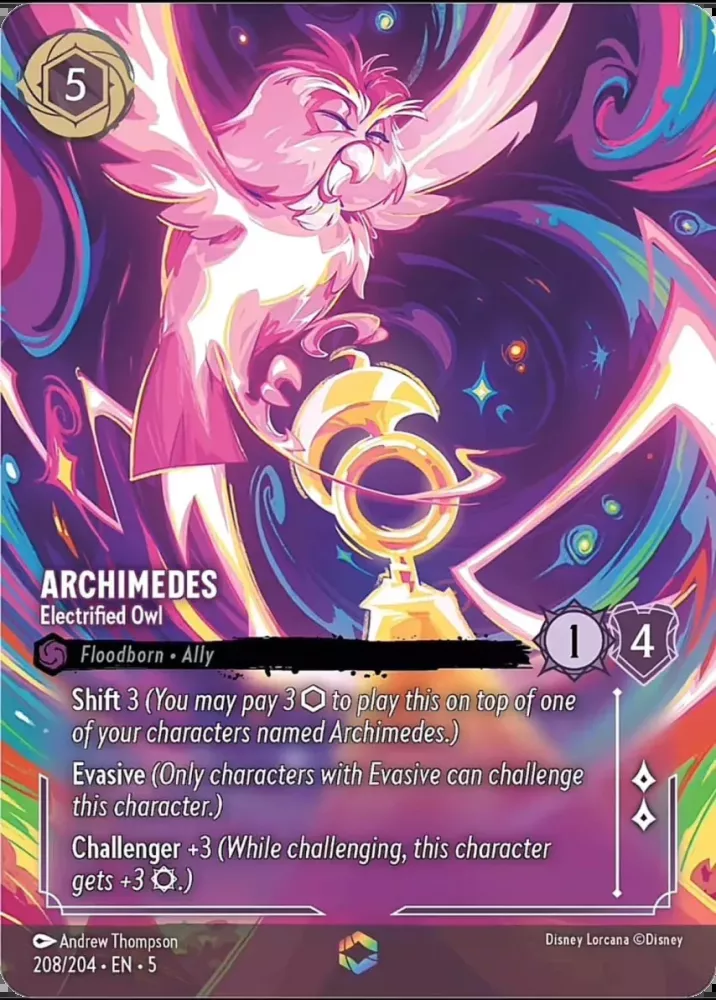 5
ARCHIMEDES
Electrified Owl
Floodborn • Ally
1 4
Shift 3 (You may pay 3 ⬡ to play this on top of one
of your characters named Archimedes.)
Evasive (Only characters with Evasive can challenge
this character.)
Challenger +3 (While challenging, this character
gets +3 ¤.)
Andrew Thompson
Disney Lorcana ©Disney
208/204 • EN • 5